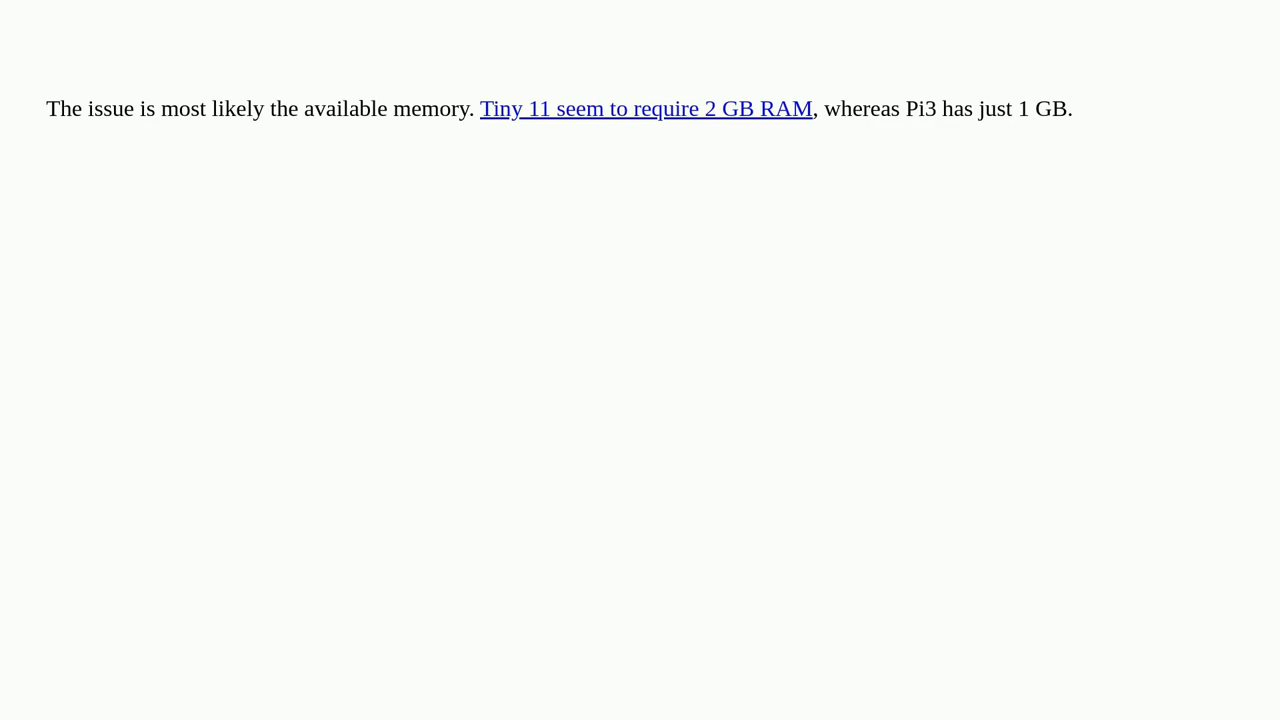 The issue is most likely the available memory. Tiny 11 seem to require 2 GB RAM, whereas Pi3 has just 1 GB.